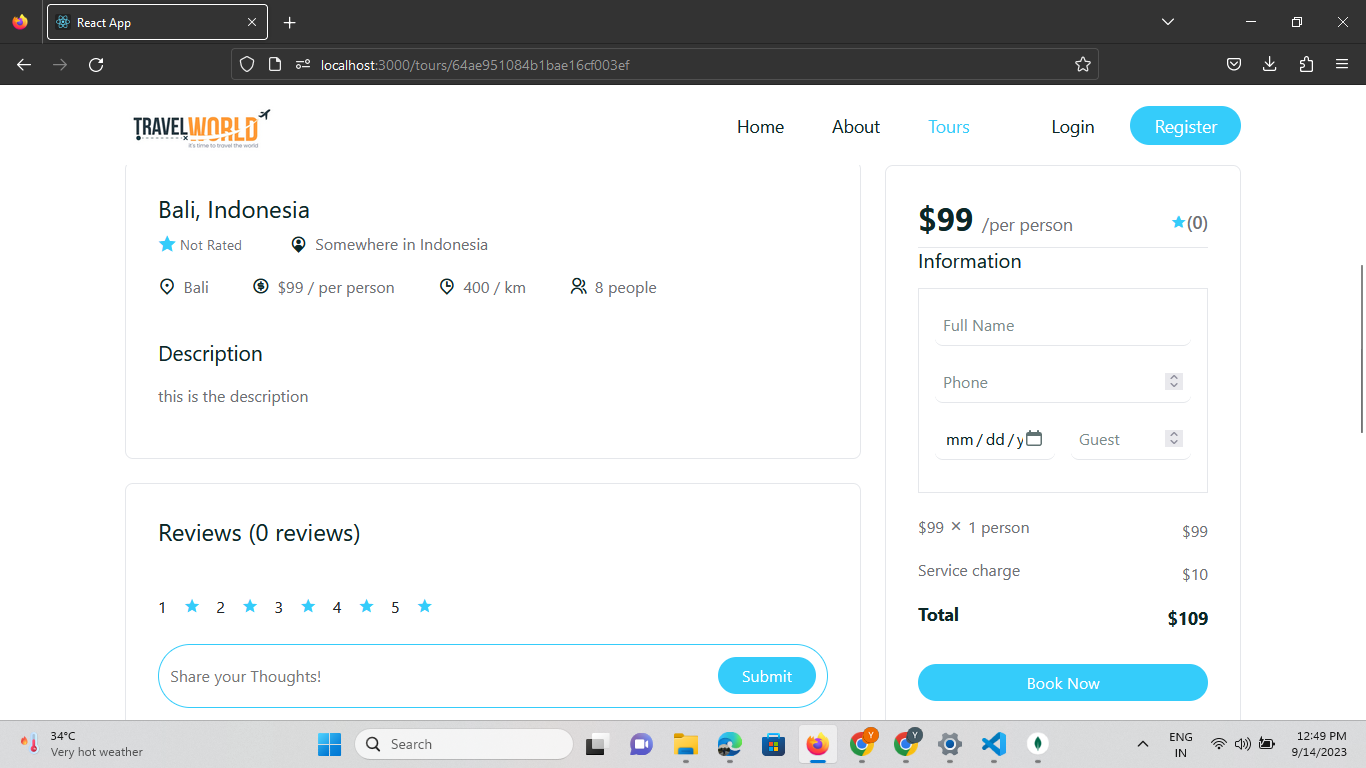 React App
localhost:3000/tours/64ae951084b1bae16cf003ef
TRAVELWORLD
it's time to travel the world
Home
About
Tours
Login
Register
Bali, Indonesia
Not Rated
Somewhere in Indonesia
Bali
$99 / per person
400 / km
8 people
Description
this is the description
Reviews (0 reviews)
1 2 3 4 5
Share your Thoughts!
Submit
$99 /per person
(0)
Information
Full Name
Phone
mm/dd/y
Guest
$99 × 1 person
$99
Service charge
$10
Total
$109
Book Now
34°C
Very hot weather
Search
Y
Y
ENG
IN
12:49 PM
9/14/2023